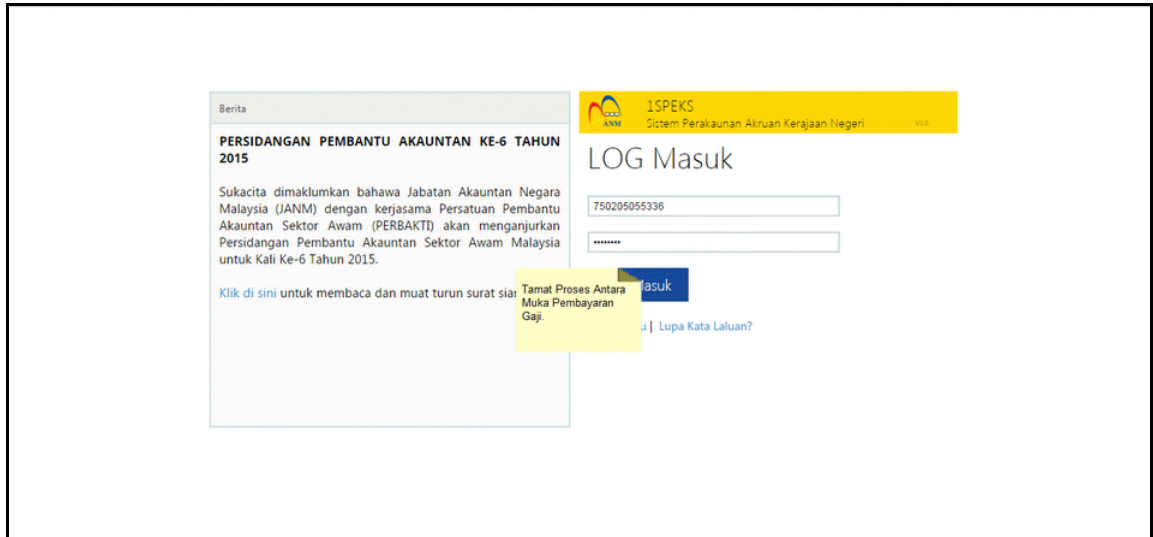 Berita
PERSIDANGAN PEMBANTU AKAUNTAN KE-6 TAHUN
2015
Sukacita dimaklumkan bahawa Jabatan Akauntan Negara
Malaysia (JANM) dengan kerjasama Persatuan Pembantu
Akauntan Sektor Awam (PERBAKTI) akan menganjurkan
Persidangan Pembantu Akauntan Sektor Awam Malaysia
untuk Kali Ke-6 Tahun 2015.
Klik di sini untuk membaca dan muat turun surat
ANM
1SPEKS
Sistem Perakaunan Akruan Kerajaan Negeri
V3.0
LOG Masuk
750205055336
••••••••
Tamat Proses Antara
Muka Pembayaran
Gaji.
| Lupa Kata Laluan?